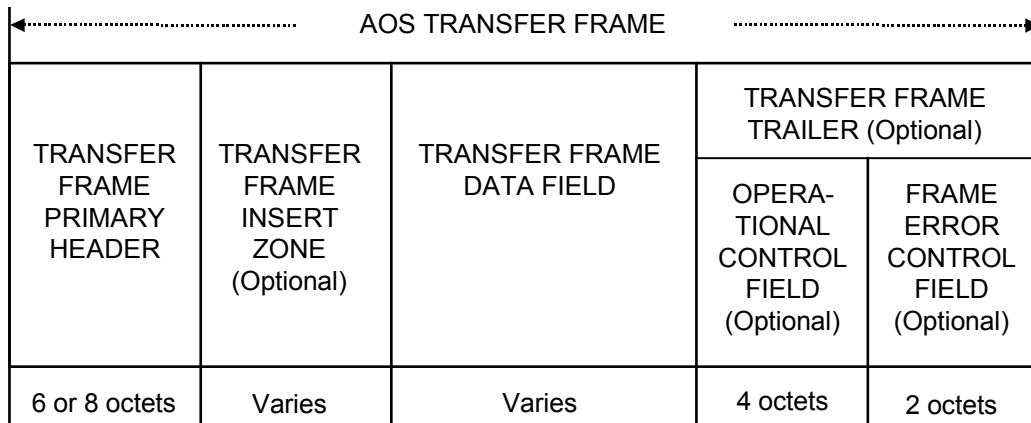 AOS TRANSFER FRAME
TRANSFER
FRAME
PRIMARY
HEADER
TRANSFER
FRAME
INSERT
ZONE
(Optional)
TRANSFER FRAME
DATA FIELD
TRANSFER FRAME
TRAILER (Optional)
OPERA-
TIONAL
CONTROL
FIELD
(Optional)
FRAME
ERROR
CONTROL
FIELD
(Optional)
6 or 8 octets
Varies
Varies
4 octets
2 octets